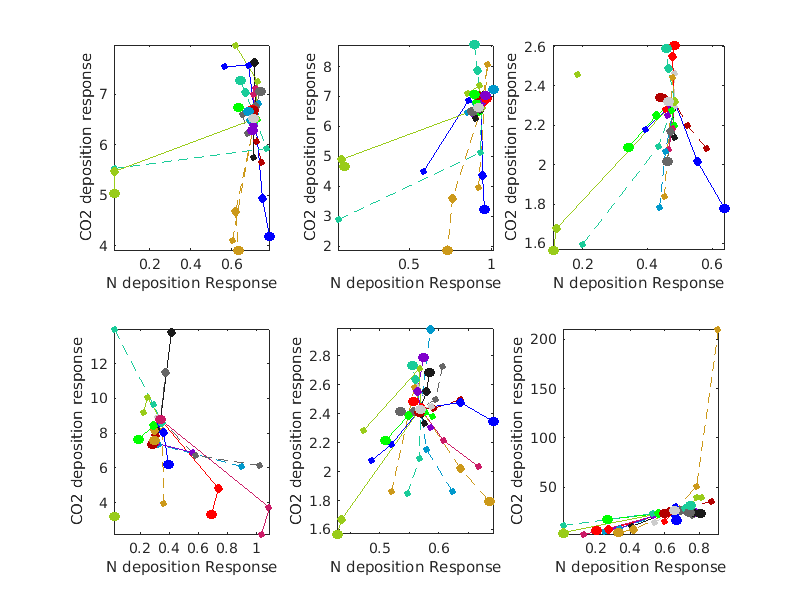 CO2 deposition response
7
6
5
4
0.2 0.4 0.6
N deposition Response
CO2 deposition response
8
7
6
5
4
3
2
0.5 1
N deposition Response
CO2 deposition response
2.6
2.4
2.2
2
1.8
1.6
0.2 0.4 0.6
N deposition Response
CO2 deposition response
12
10
8
6
4
0.2 0.4 0.6 0.8 1
N deposition Response
CO2 deposition response
2.8
2.6
2.4
2.2
2
1.8
1.6
0.5 0.6
N deposition Response
CO2 deposition response
200
150
100
50
0.2 0.4 0.6 0.8
N deposition Response